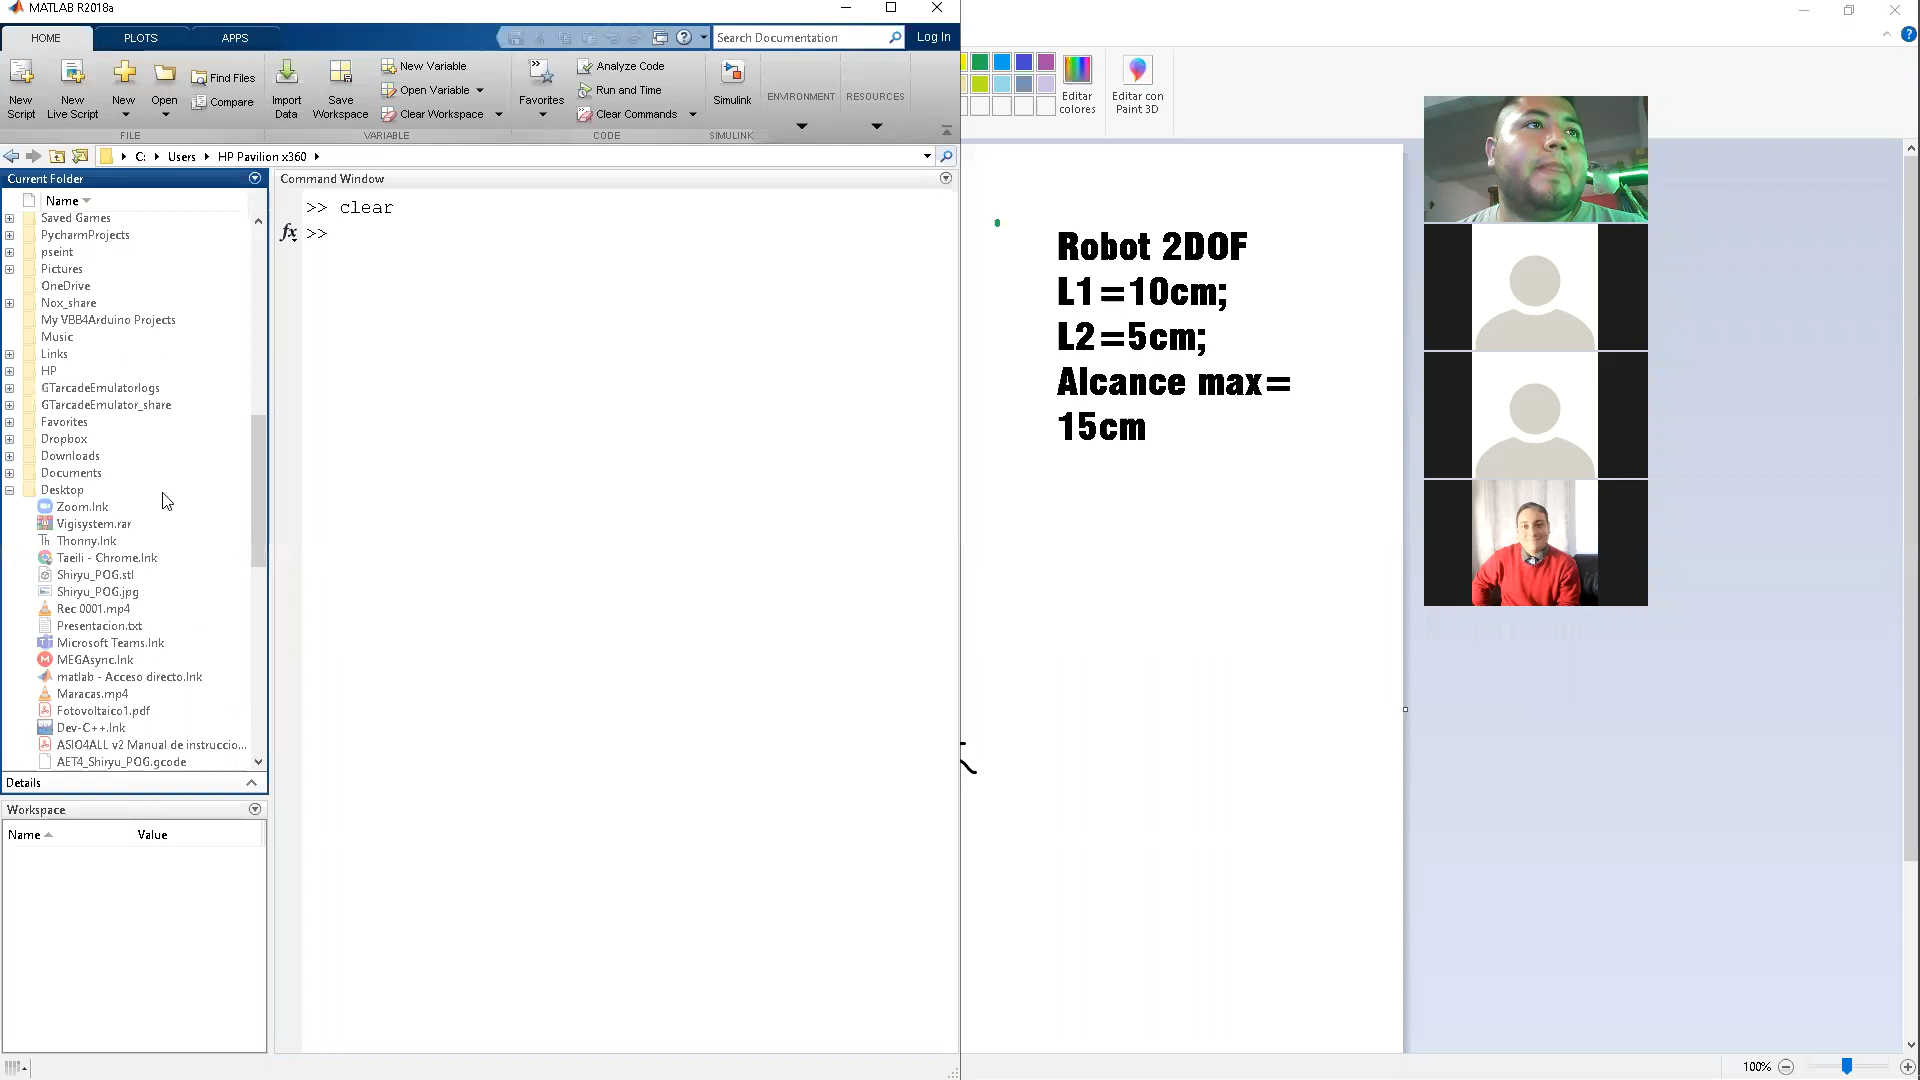 MATLAB R2018a
HOME
PLOTS
APPS
Search Documentation
Log In
New Script
New Live Script
New
Open
Find Files
Compare
FILE
Import Data
Save Workspace
New Variable
Open Variable
Clear Workspace
VARIABLE
Favorites
Analyze Code
Run and Time
Clear Commands
CODE
Simulink
SIMULINK
ENVIRONMENT
RESOURCES
C:
Users
HP Pavilion x360
Current Folder
Name
Saved Games
PycharmProjects
pseint
Pictures
OneDrive
Nox_share
My VBB4Arduino Projects
Music
Links
HP
GTarcadeEmulatorlogs
GTarcadeEmulator_share
Favorites
Dropbox
Downloads
Documents
Desktop
Zoom.lnk
Vigisystem.rar
Th Thonny.lnk
Taeili - Chrome.lnk
Shiryu_POG.stl
Shiryu_POG.jpg
Rec 0001.mp4
Presentacion.txt
Microsoft Teams.lnk
MEGAsync.lnk
matlab - Acceso directo.lnk
Maracas.mp4
Fotovoltaico1.pdf
Dev-C++.lnk
ASIO4ALL v2 Manual de instruccio...
AET4_Shiryu_POG.gcode
Details
Workspace
Name
Value
Command Window
>> clear
fx >>
Editar colores
Editar con Paint 3D
Robot 2DOF
L1=10cm;
L2=5cm;
Alcance max=
15cm
100%